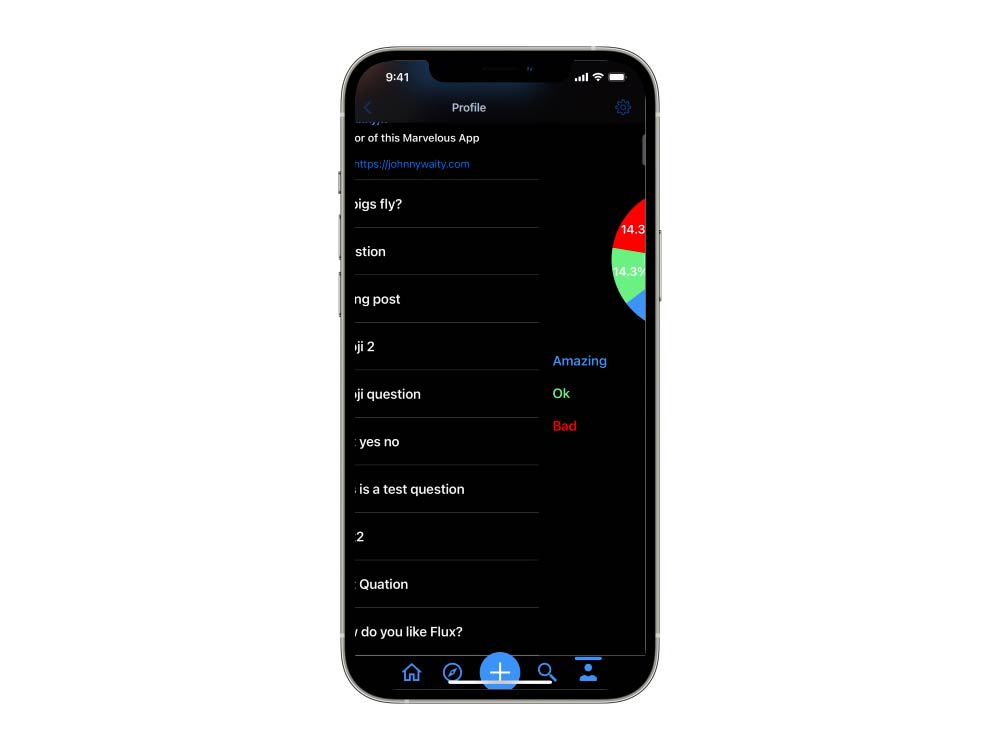 9:41
Profile
or of this Marvelous App
https://johnnywaity.com
pigs fly?
stion
ng post
ji 2
ji question
yes no
is a test question
2
Quation
do you like Flux?
14.3
14.3%
Amazing
Ok
Bad